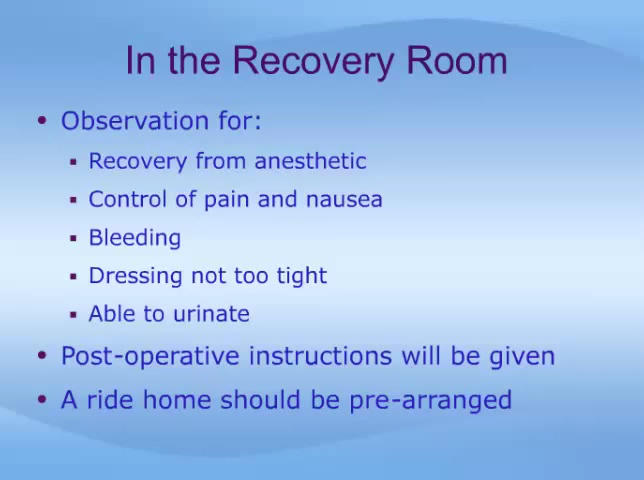 In the Recovery Room
• Observation for:
▪ Recovery from anesthetic
▪ Control of pain and nausea
▪ Bleeding
▪ Dressing not too tight
▪ Able to urinate
• Post-operative instructions will be given
• A ride home should be pre-arranged